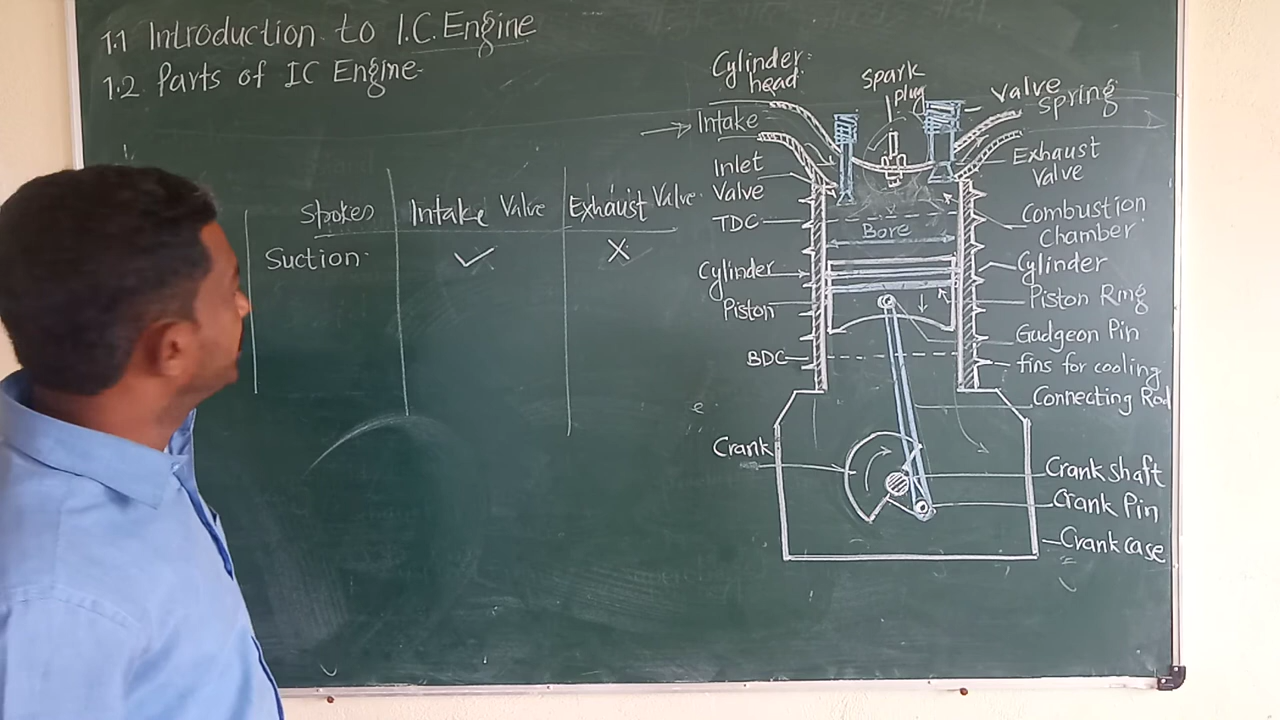 1.1 Introduction to I.C. Engine
1.2 Parts of IC Engine
Strokes Intake Valve Exhaust Valve
Suction ✓ X
Cylinder
head
Intake
Inlet
Valve
TDC
Cylinder
Piston
BDC
Crank
Spark
plug
Bore
Valve
Spring
Exhaust
Valve
Combustion
Chamber
Cylinder
Piston Ring
Gudgeon Pin
fins for cooling
Connecting Rod
Crank shaft
Crank Pin
Crank case